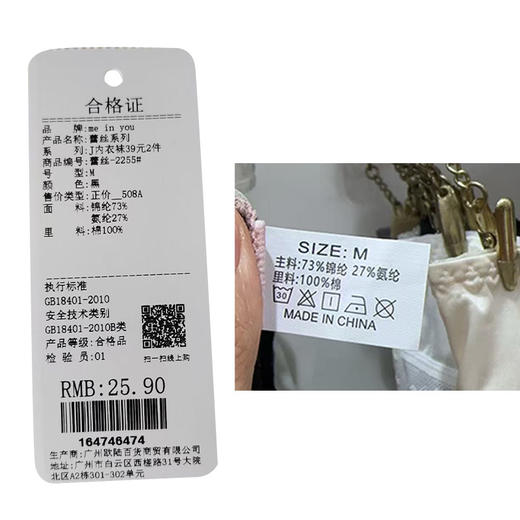 合格证
品 牌:me in you
产品名称:蕾丝系列
系 列:J内衣袜39元2件
商品编号:蕾丝-2255#
号 型:M
颜 色:黑
售价类型:正价__508A
面 料:锦纶73%
氨纶27%
里 料:棉100%
执行标准
GB18401-2010
安全技术类别
GB18401-2010B类
产品等级:合格品
检 验 员:01
扫一扫线上购
RMB:25.90
164746474
生产商:广州欧陆百货商贸有限公司
地址:广州市白云区西槎路31号大院
北区A2栋301-302单元
SIZE: M
主料:73%锦纶 27%氨纶
里料:100%棉
30
MADE IN CHINA